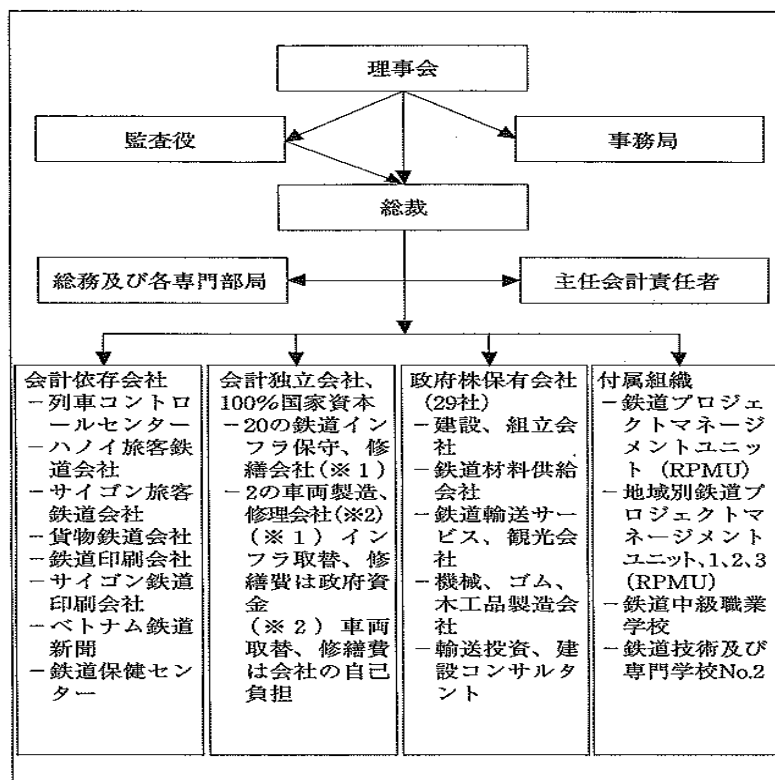 理事会
監査役
事務局
総裁
総務及び各専門部局
主任会計責任者
会計依存会社
－列車コントロ
ールセンター
－ハノイ旅客鉄
道会社
－サイゴン旅客
鉄道会社
－貨物鉄道会社
－鉄道印刷会社
－サイゴン鉄道
印刷会社
－ベトナム鉄道
新聞
－鉄道保健セン
ター
会計独立会社、
100%国家資本
－20の鉄道イン
フラ保守、修
繕会社(※1)
－2の車両製造、
修理会社(※2)
(※1) イン
フラ取替、修
繕費は政府資
金
(※2) 車両
取替、修繕費
は会社の自己
負担
政府株保有会社
(29社)
－建設、組立会
社
－鉄道材料供給
会社
－鉄道輸送サー
ビス、観光会
社
－機械、ゴム、
木工品製造会
社
－輸送投資、建
設コンサルタ
ント
付属組織
－鉄道プロジェ
クトマネージ
メントユニッ
ト (RPMU)
－地域別鉄道プ
ロジェクトマ
ネージメント
ユニット､1､2､3
(RPMU)
－鉄道中級職業
学校
－鉄道技術及び
専門学校No.2